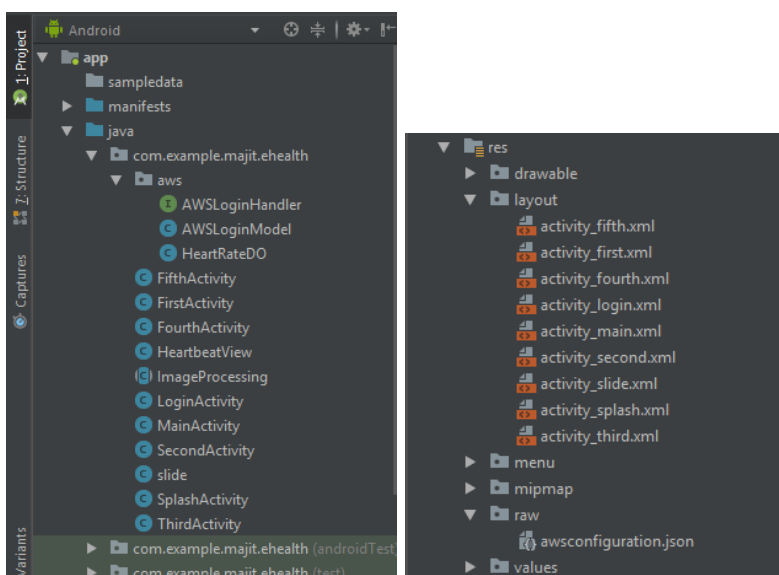 Android
1: Project
app
sampledata
manifests
java
com.example.majit.ehealth
aws
AWSLoginHandler
AWSLoginModel
HeartRateDO
FifthActivity
FirstActivity
FourthActivity
HeartbeatView
ImageProcessing
LoginActivity
MainActivity
SecondActivity
slide
SplashActivity
ThirdActivity
com.example.majit.ehealth (androidTest)
com.example.majit.ehealth (test)
7: Structure
Captures
Variants
res
drawable
layout
activity_fifth.xml
activity_first.xml
activity_fourth.xml
activity_login.xml
activity_main.xml
activity_second.xml
activity_slide.xml
activity_splash.xml
activity_third.xml
menu
mipmap
raw
awsconfiguration.json
values